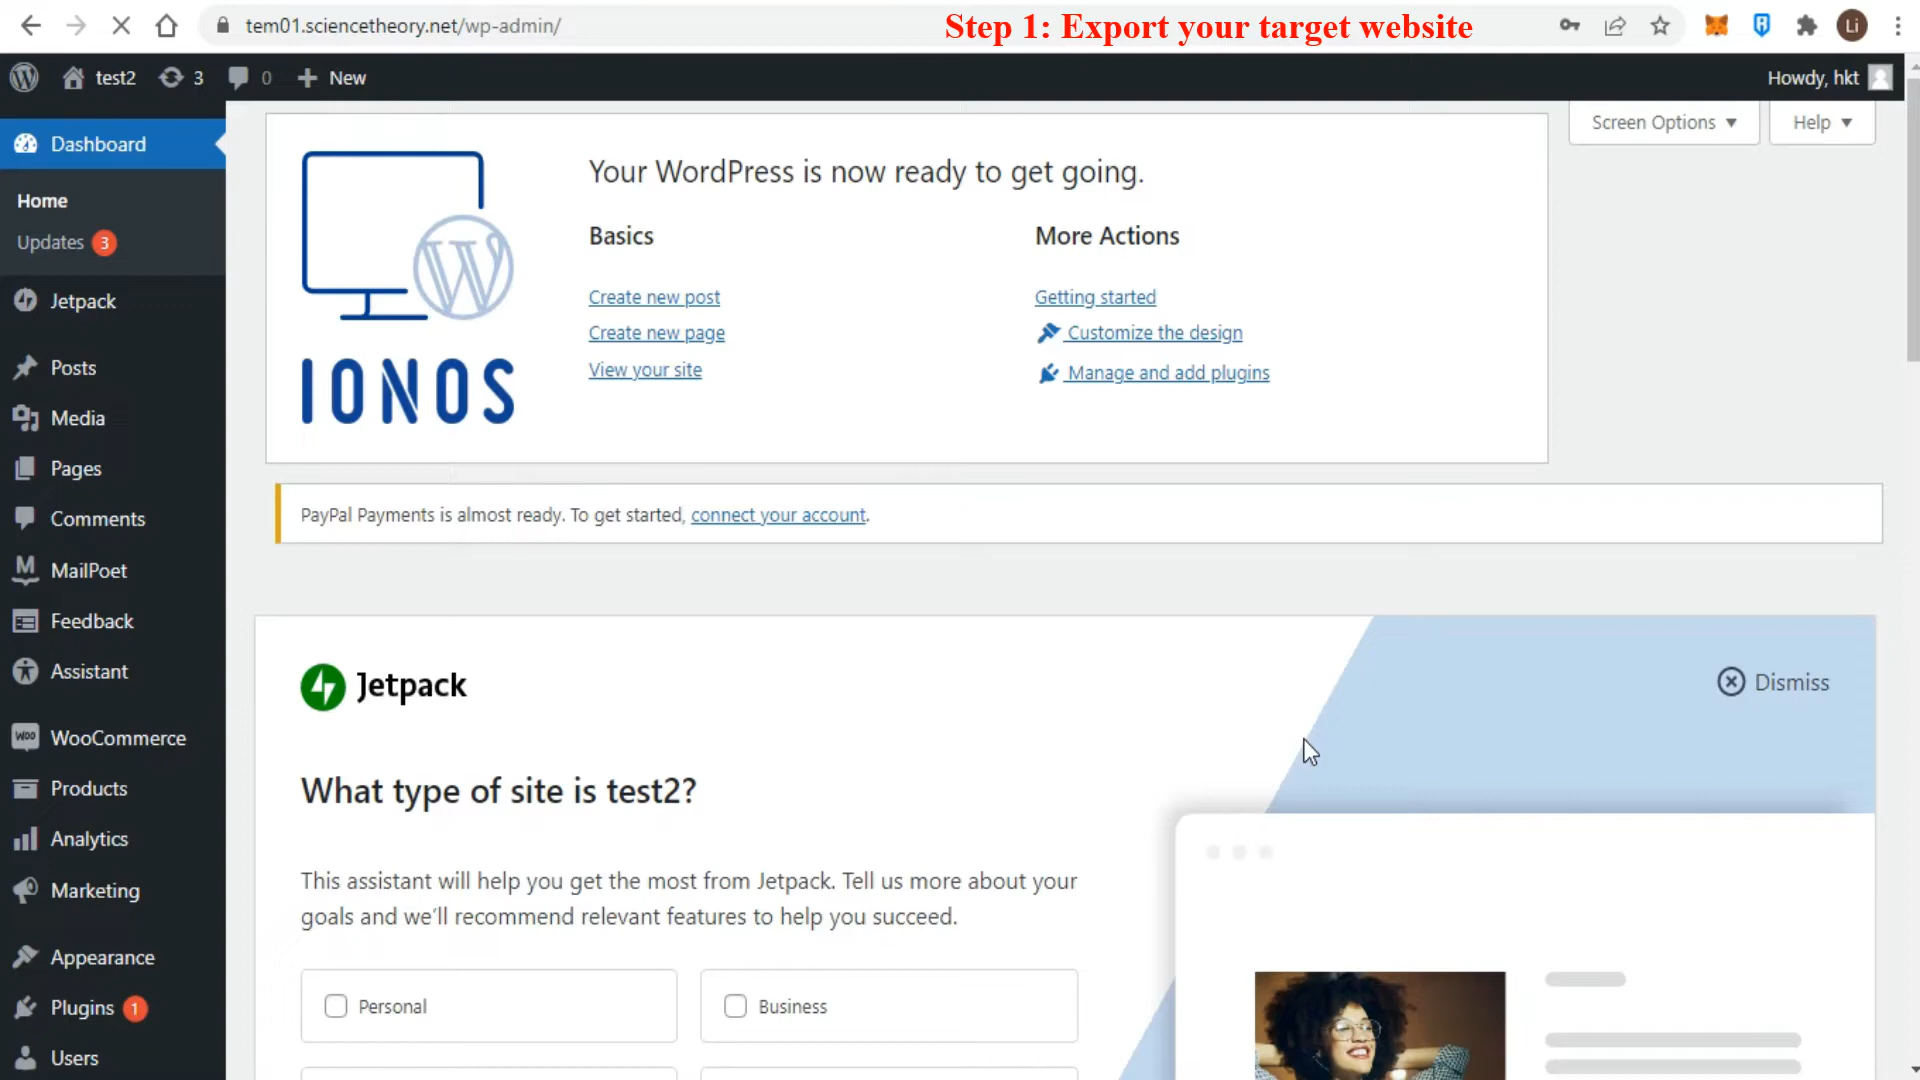 tem01.sciencetheory.net/wp-admin/
Step 1: Export your target website
Li
test2
3
0
New
Howdy, hkt
Dashboard
Home
Updates 3
Jetpack
Posts
Media
Pages
Comments
MailPoet
Feedback
Assistant
WooCommerce
Products
Analytics
Marketing
Appearance
Plugins 1
Users
Screen Options
Help
Your WordPress is now ready to get going.
Basics
Create new post
Create new page
View your site
More Actions
Getting started
Customize the design
Manage and add plugins
IONOS
PayPal Payments is almost ready. To get started, connect your account.
Jetpack
Dismiss
What type of site is test2?
This assistant will help you get the most from Jetpack. Tell us more about your
goals and we'll recommend relevant features to help you succeed.
Personal
Business